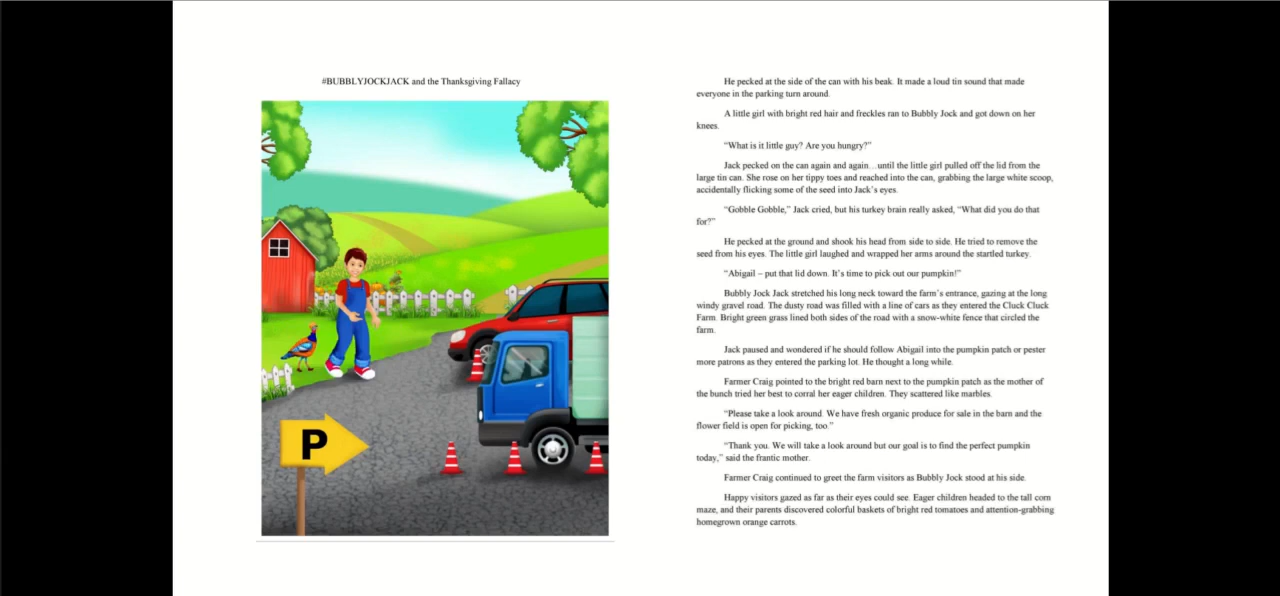 #BUBBLYJOCKJACK and the Thanksgiving Fallacy
P
He pecked at the side of the can with his beak. It made a loud tin sound that made
everyone in the parking turn around.
A little girl with bright red hair and freckles ran to Bubbly Jock and got down on her
knees.
“What is it little guy? Are you hungry?”
Jack pecked on the can again and again…until the little girl pulled off the lid from the
large tin can. She rose on her tippy toes and reached into the can, grabbing the large white scoop,
accidentally flicking some of the seed into Jack’s eyes.
“Gobble Gobble,” Jack cried, but his turkey brain really asked, “What did you do that
for?”
He pecked at the ground and shook his head from side to side. He tried to remove the
seed from his eyes. The little girl laughed and wrapped her arms around the startled turkey.
“Abigail – put that lid down. It’s time to pick out our pumpkin!”
Bubbly Jock Jack stretched his long neck toward the farm’s entrance, gazing at the long
windy gravel road. The dusty road was filled with a line of cars as they entered the Cluck Cluck
Farm. Bright green grass lined both sides of the road with a snow-white fence that circled the
farm.
Jack paused and wondered if he should follow Abigail into the pumpkin patch or pester
more patrons as they entered the parking lot. He thought a long while.
Farmer Craig pointed to the bright red barn next to the pumpkin patch as the mother of
the bunch tried her best to corral her eager children. They scattered like marbles.
“Please take a look around. We have fresh organic produce for sale in the barn and the
flower field is open for picking, too.”
“Thank you. We will take a look around but our goal is to find the perfect pumpkin
today,” said the frantic mother.
Farmer Craig continued to greet the farm visitors as Bubbly Jock stood at his side.
Happy visitors gazed as far as their eyes could see. Eager children headed to the tall corn
maze, and their parents discovered colorful baskets of bright red tomatoes and attention-grabbing
homegrown orange carrots.